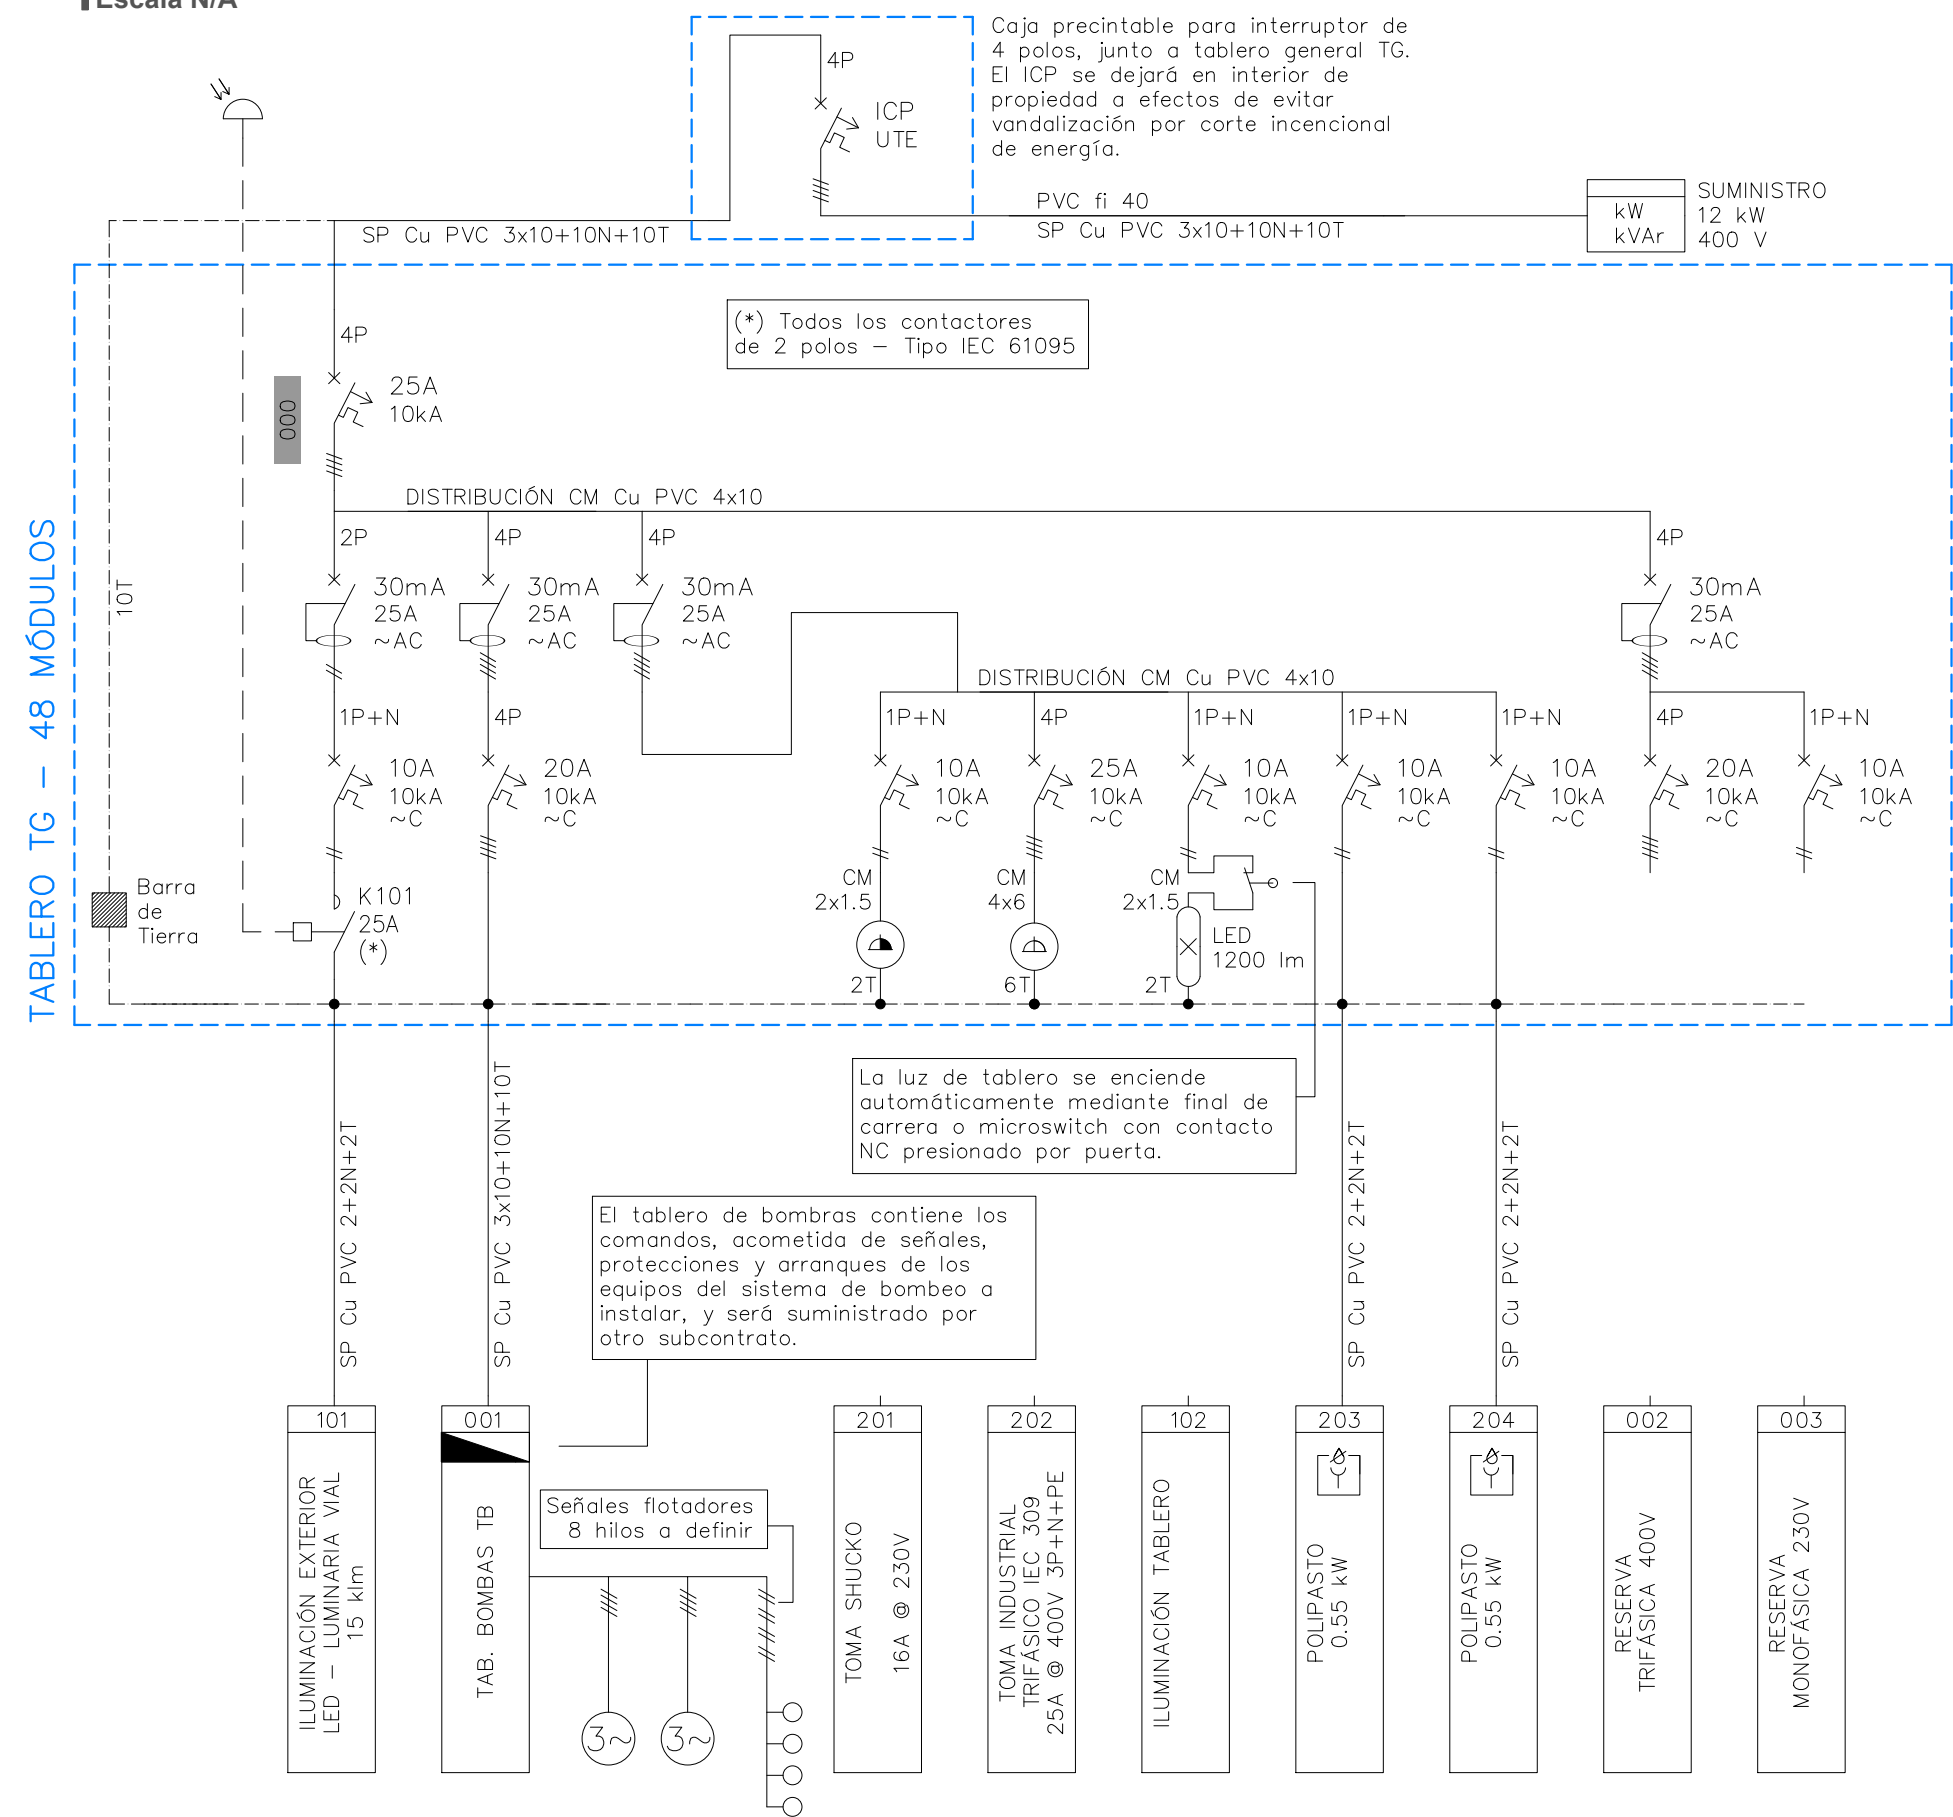 Escala N/A
Caja precintable para interruptor de
4 polos, junto a tablero general TG.
El ICP se dejará en interior de
propiedad a efectos de evitar
vandalización por corte incencional
de energía.
4P
ICP
UTE
PVC fi 40
SP Cu PVC 3x10+10N+10T
SP Cu PVC 3x10+10N+10T
kW
kVAr
SUMINISTRO
12 kW
400 V
(*) Todos los contactores
de 2 polos – Tipo IEC 61095
4P
25A
10kA
000
DISTRIBUCIÓN CM Cu PVC 4x10
2P
4P
4P
4P
30mA
25A
~AC
30mA
25A
~AC
30mA
25A
~AC
30mA
25A
~AC
10T
TABLERO TG – 48 MÓDULOS
DISTRIBUCIÓN CM Cu PVC 4x10
1P+N
4P
1P+N
4P
1P+N
1P+N
1P+N
4P
1P+N
10A
10kA
~C
20A
10kA
~C
10A
10kA
~C
25A
10kA
~C
10A
10kA
~C
10A
10kA
~C
10A
10kA
~C
20A
10kA
~C
10A
10kA
~C
Barra
de
Tierra
K101
25A
(*)
CM
2x1.5
CM
4x6
CM
2x1.5
LED
1200 lm
2T
6T
2T
La luz de tablero se enciende
automáticamente mediante final de
carrera o microswitch con contacto
NC presionado por puerta.
SP Cu PVC 2+2N+2T
SP Cu PVC 3x10+10N+10T
SP Cu PVC 2+2N+2T
SP Cu PVC 2+2N+2T
El tablero de bombras contiene los
comandos, acometida de señales,
protecciones y arranques de los
equipos del sistema de bombeo a
instalar, y será suministrado por
otro subcontrato.
101
ILUMINACIÓN EXTERIOR
LED – LUMINARIA VIAL
15 klm
001
TAB. BOMBAS TB
Señales flotadores
8 hilos a definir
3~
3~
201
TOMA SHUCKO
16A @ 230V
202
TOMA INDUSTRIAL
TRIFÁSICO IEC 309
25A @ 400V 3P+N+PE
102
ILUMINACIÓN TABLERO
203
POLIPASTO
0.55 kW
204
POLIPASTO
0.55 kW
002
RESERVA
TRIFÁSICA 400V
003
RESERVA
MONOFÁSICA 230V